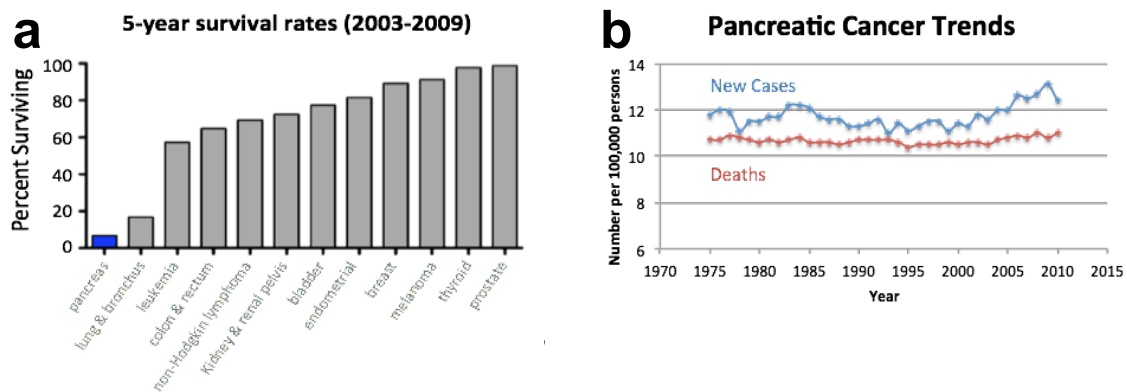 a
5-year survival rates (2003-2009)
Percent Surviving
100
80
60
40
20
0
pancreas
lung & bronchus
leukemia
colon & rectum
non-Hodgkin lymphoma
Kidney & renal pelvis
bladder
endometrial
breast
melanoma
thyroid
prostate
b
Pancreatic Cancer Trends
Number per 100,000 persons
14
12
10
8
6
New Cases
Deaths
1970 1975 1980 1985 1990 1995 2000 2005 2010 2015
Year